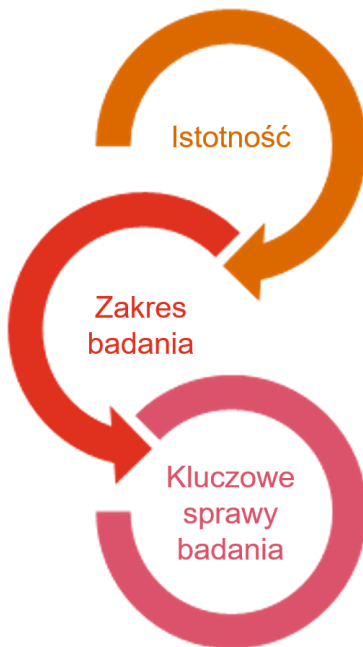 Istotność
Zakres
badania
Kluczowe
sprawy
badania